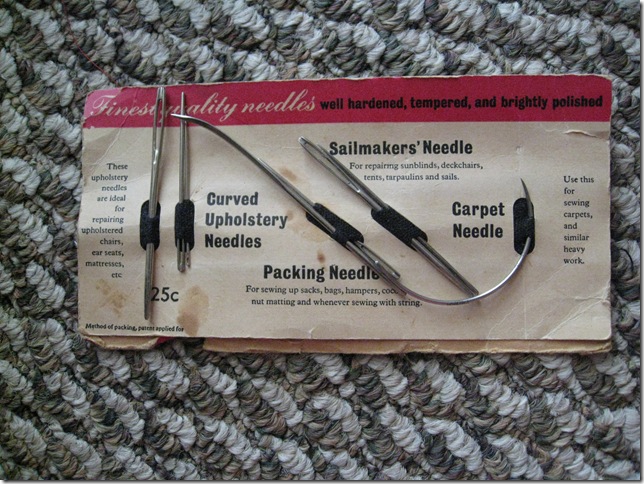 Finest quality needles well hardened, tempered, and brightly polished
These
upholstery
needles
are ideal
for
repairing
upholstered
chairs,
car seats,
mattresses,
etc
Curved
Upholstery
Needles
25c
Method of packing, patent applied for
Sailmakers' Needle
For repairing sunblinds, deckchairs,
tents, tarpaulins and sails.
Packing Needle
For sewing up sacks, bags, hampers,
nut matting and whenever sewing with string.
Carpet
Needle
Use this
for
sewing
carpets,
and
similar
heavy
work.